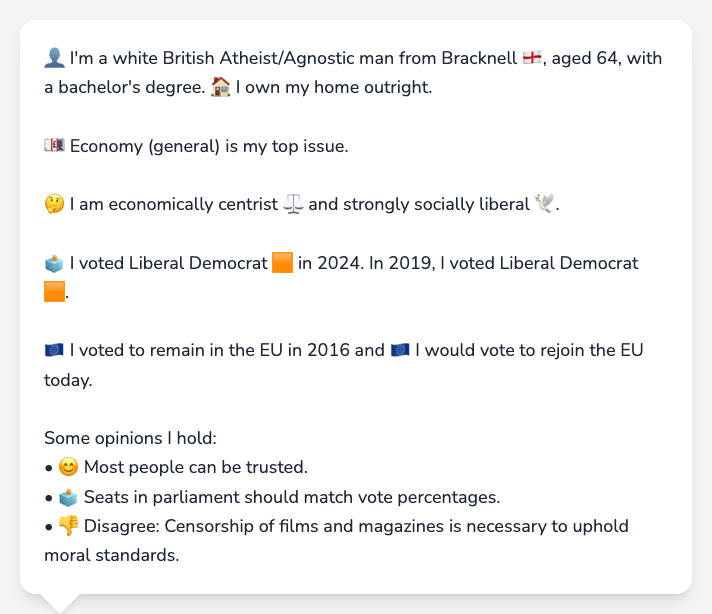 👤 I'm a white British Atheist/Agnostic man from Bracknell 🏴󠁧󠁢󠁥󠁮󠁧󠁿, aged 64, with
a bachelor's degree. 🏠 I own my home outright.
💷 Economy (general) is my top issue.
🤔 I am economically centrist ⚖️ and strongly socially liberal 🕊️.
🗳️ I voted Liberal Democrat 🟧 in 2024. In 2019, I voted Liberal Democrat
🟧.
🇪🇺 I voted to remain in the EU in 2016 and 🇪🇺 I would vote to rejoin the EU
today.
Some opinions I hold:
• 😊 Most people can be trusted.
• 🗳️ Seats in parliament should match vote percentages.
• 👎 Disagree: Censorship of films and magazines is necessary to uphold
moral standards.